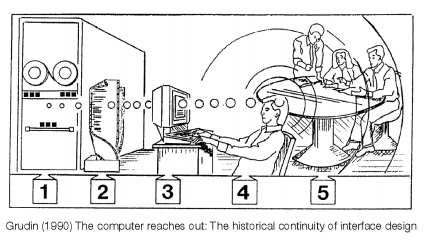 1 2 3 4 5
Grudin (1990) The computer reaches out: The historical continuity of interface design